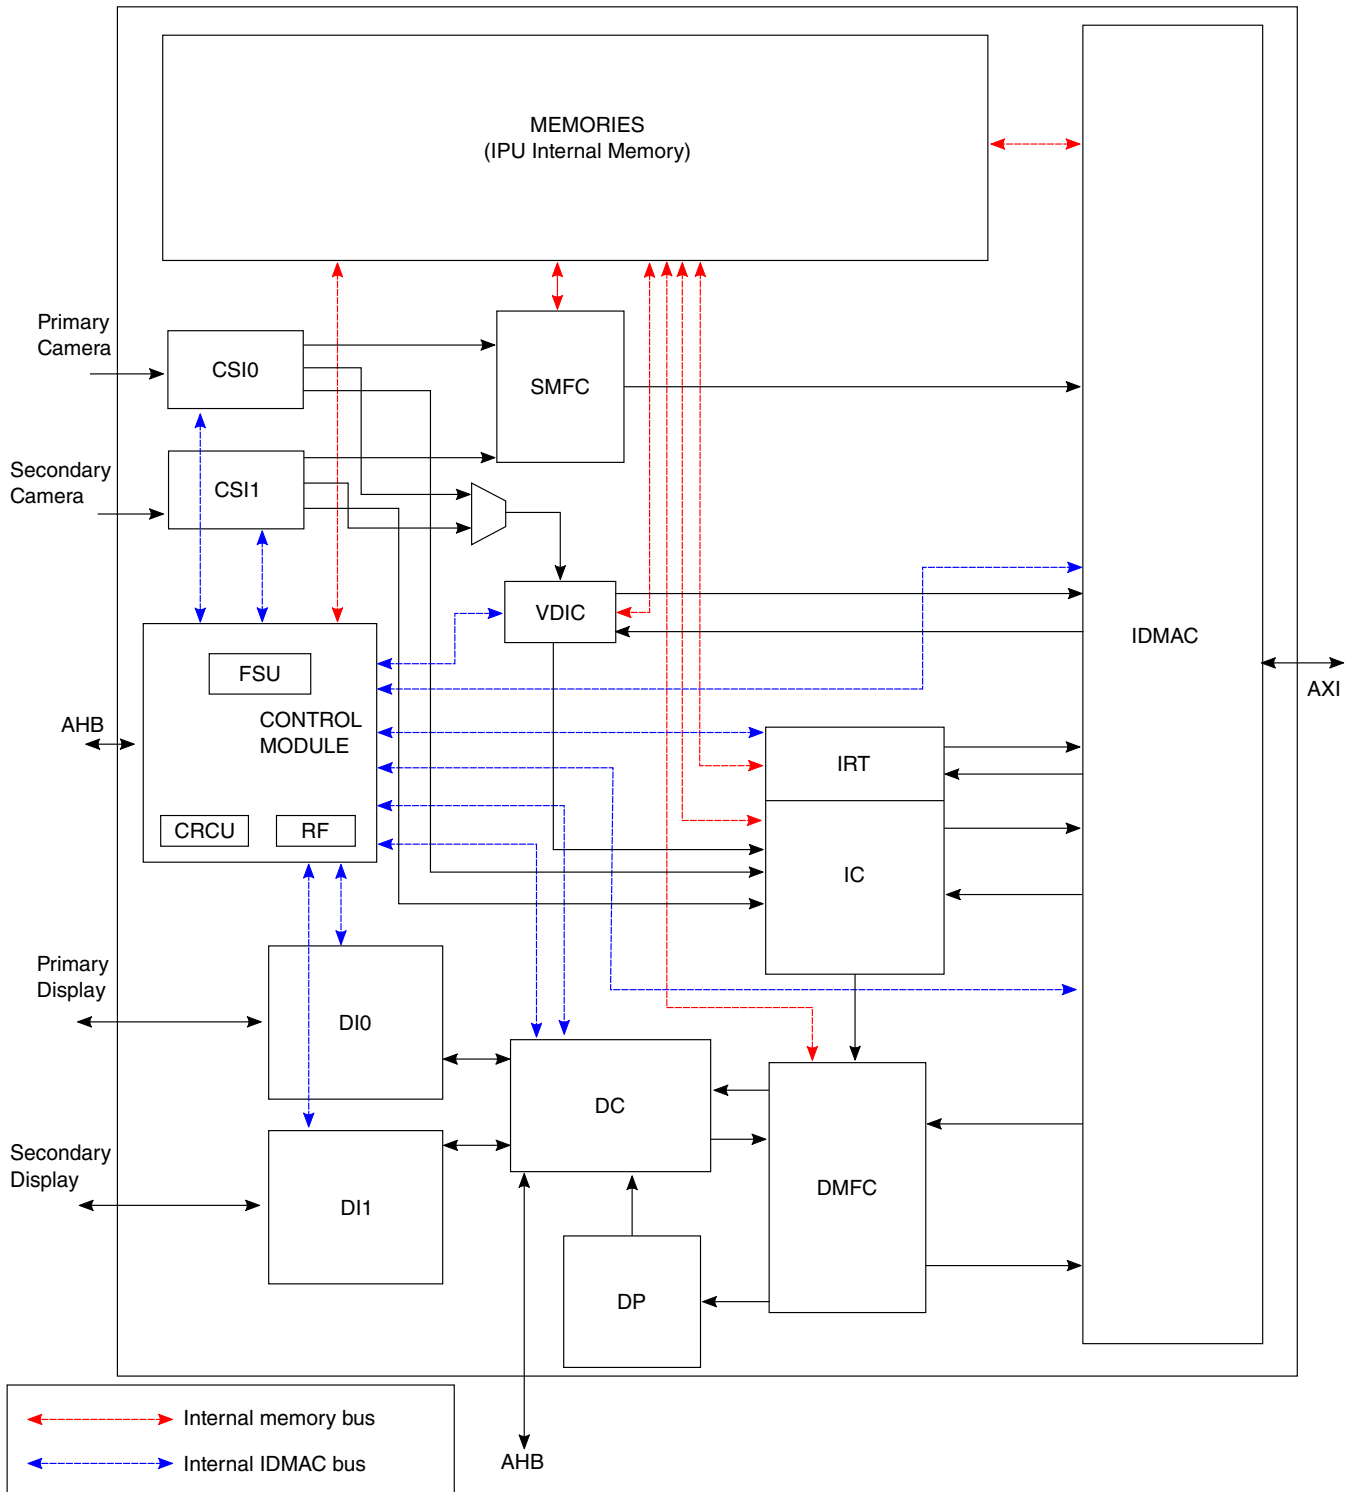 MEMORIES
(IPU Internal Memory)
Primary
Camera
CSI0
SMFC
Secondary
Camera
CSI1
VDIC
IDMAC
FSU
AXI
CONTROL
MODULE
AHB
IRT
CRCU
RF
IC
Primary
Display
DI0
DC
Secondary
Display
DI1
DMFC
DP
Internal memory bus
Internal IDMAC bus
AHB